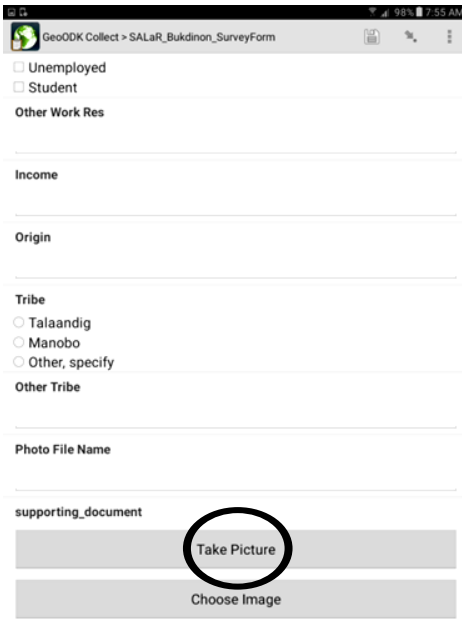 98% 7:55 AM
GeoODK Collect > SALaR_Bukdinon_SurveyForm
Unemployed
Student
Other Work Res
Income
Origin
Tribe
Talaandig
Manobo
Other, specify
Other Tribe
Photo File Name
supporting_document
Take Picture
Choose Image